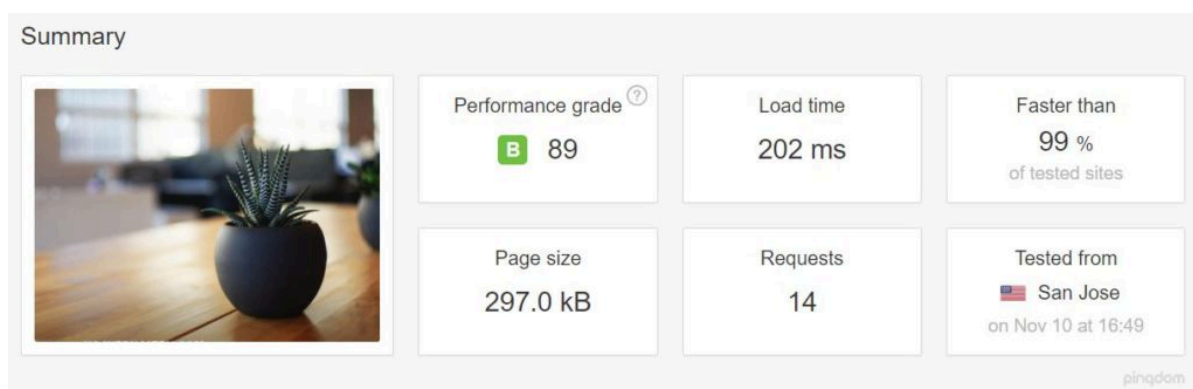 Summary
Performance grade ?
B 89
Load time
202 ms
Faster than
99 %
of tested sites
Page size
297.0 kB
Requests
14
Tested from
San Jose
on Nov 10 at 16:49
pingdom